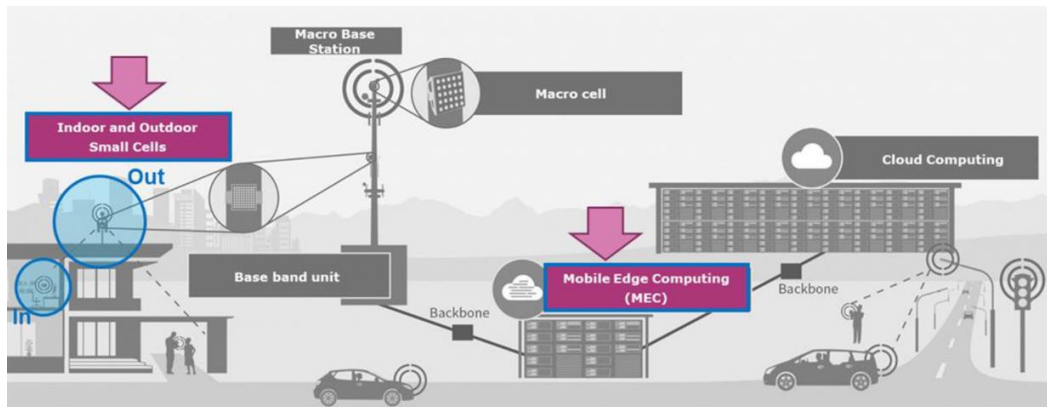 Macro Base
Station
Macro cell
Indoor and Outdoor
Small Cells
Out
Cloud Computing
In
Base band unit
Mobile Edge Computing
(MEC)
Backbone
Backbone